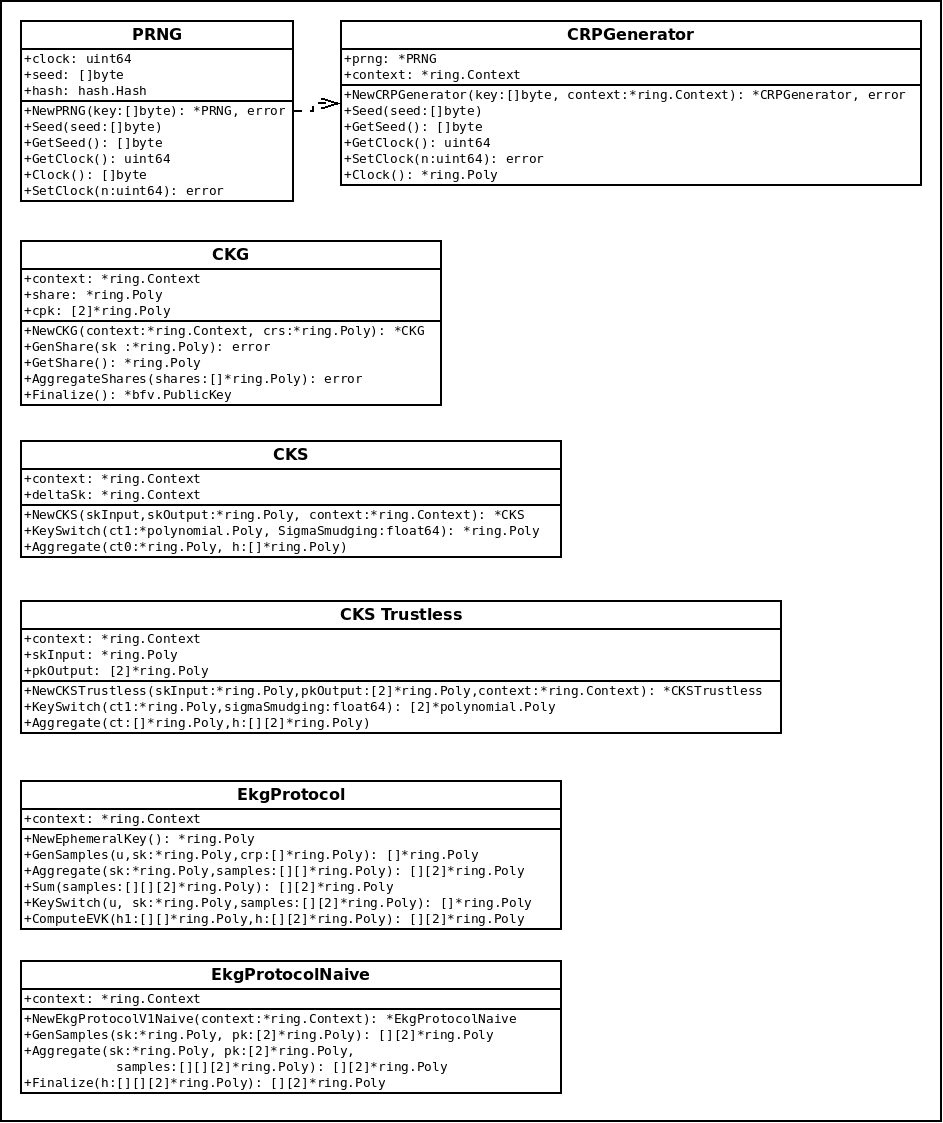 PRNG
+clock: uint64
+seed: []byte
+hash: hash.Hash
+NewPRNG(key:[]byte): *PRNG, error
+Seed(seed:[]byte)
+GetSeed(): []byte
+GetClock(): uint64
+Clock(): []byte
+SetClock(n:uint64): error
CRPGenerator
+prng: *PRNG
+context: *ring.Context
+NewCRPGenerator(key:[]byte, context:*ring.Context): *CRPGenerator, error
+Seed(seed:[]byte)
+GetSeed(): []byte
+GetClock(): uint64
+SetClock(n:uint64): error
+Clock(): *ring.Poly
CKG
+context: *ring.Context
+share: *ring.Poly
+cpk: [2]*ring.Poly
+NewCKG(context:*ring.Context, crs:*ring.Poly): *CKG
+GenShare(sk :*ring.Poly): error
+GetShare(): *ring.Poly
+AggregateShares(shares:[]*ring.Poly): error
+Finalize(): *bfv.PublicKey
CKS
+context: *ring.Context
+deltaSk: *ring.Context
+NewCKS(skInput,skOutput:*ring.Poly, context:*ring.Context): *CKS
+KeySwitch(ct1:*polynomial.Poly, SigmaSmudging:float64): *ring.Poly
+Aggregate(ct0:*ring.Poly, h:[]*ring.Poly)
CKS Trustless
+context: *ring.Context
+skInput: *ring.Poly
+pkOutput: [2]*ring.Poly
+NewCKSTrustless(skInput:*ring.Poly,pkOutput:[2]*ring.Poly,context:*ring.Context): *CKSTrustless
+KeySwitch(ct1:*ring.Poly,sigmaSmudging:float64): [2]*polynomial.Poly
+Aggregate(ct:[]*ring.Poly,h:[][2]*ring.Poly)
EkgProtocol
+context: *ring.Context
+NewEphemeralKey(): *ring.Poly
+GenSamples(u,sk:*ring.Poly,crp:[]*ring.Poly): []*ring.Poly
+Aggregate(sk:*ring.Poly,samples:[][]*ring.Poly): [][2]*ring.Poly
+Sum(samples:[][][2]*ring.Poly): [][2]*ring.Poly
+KeySwitch(u, sk:*ring.Poly,samples:[][2]*ring.Poly): []*ring.Poly
+ComputeEVK(h1:[][]*ring.Poly,h:[][2]*ring.Poly): [][2]*ring.Poly
EkgProtocolNaive
+context: *ring.Context
+NewEkgProtocolV1Naive(context:*ring.Context): *EkgProtocolNaive
+GenSamples(sk:*ring.Poly, pk:[2]*ring.Poly): [][2]*ring.Poly
+Aggregate(sk:*ring.Poly, pk:[2]*ring.Poly,
samples:[][][2]*ring.Poly): [][2]*ring.Poly
+Finalize(h:[][][2]*ring.Poly): [][2]*ring.Poly